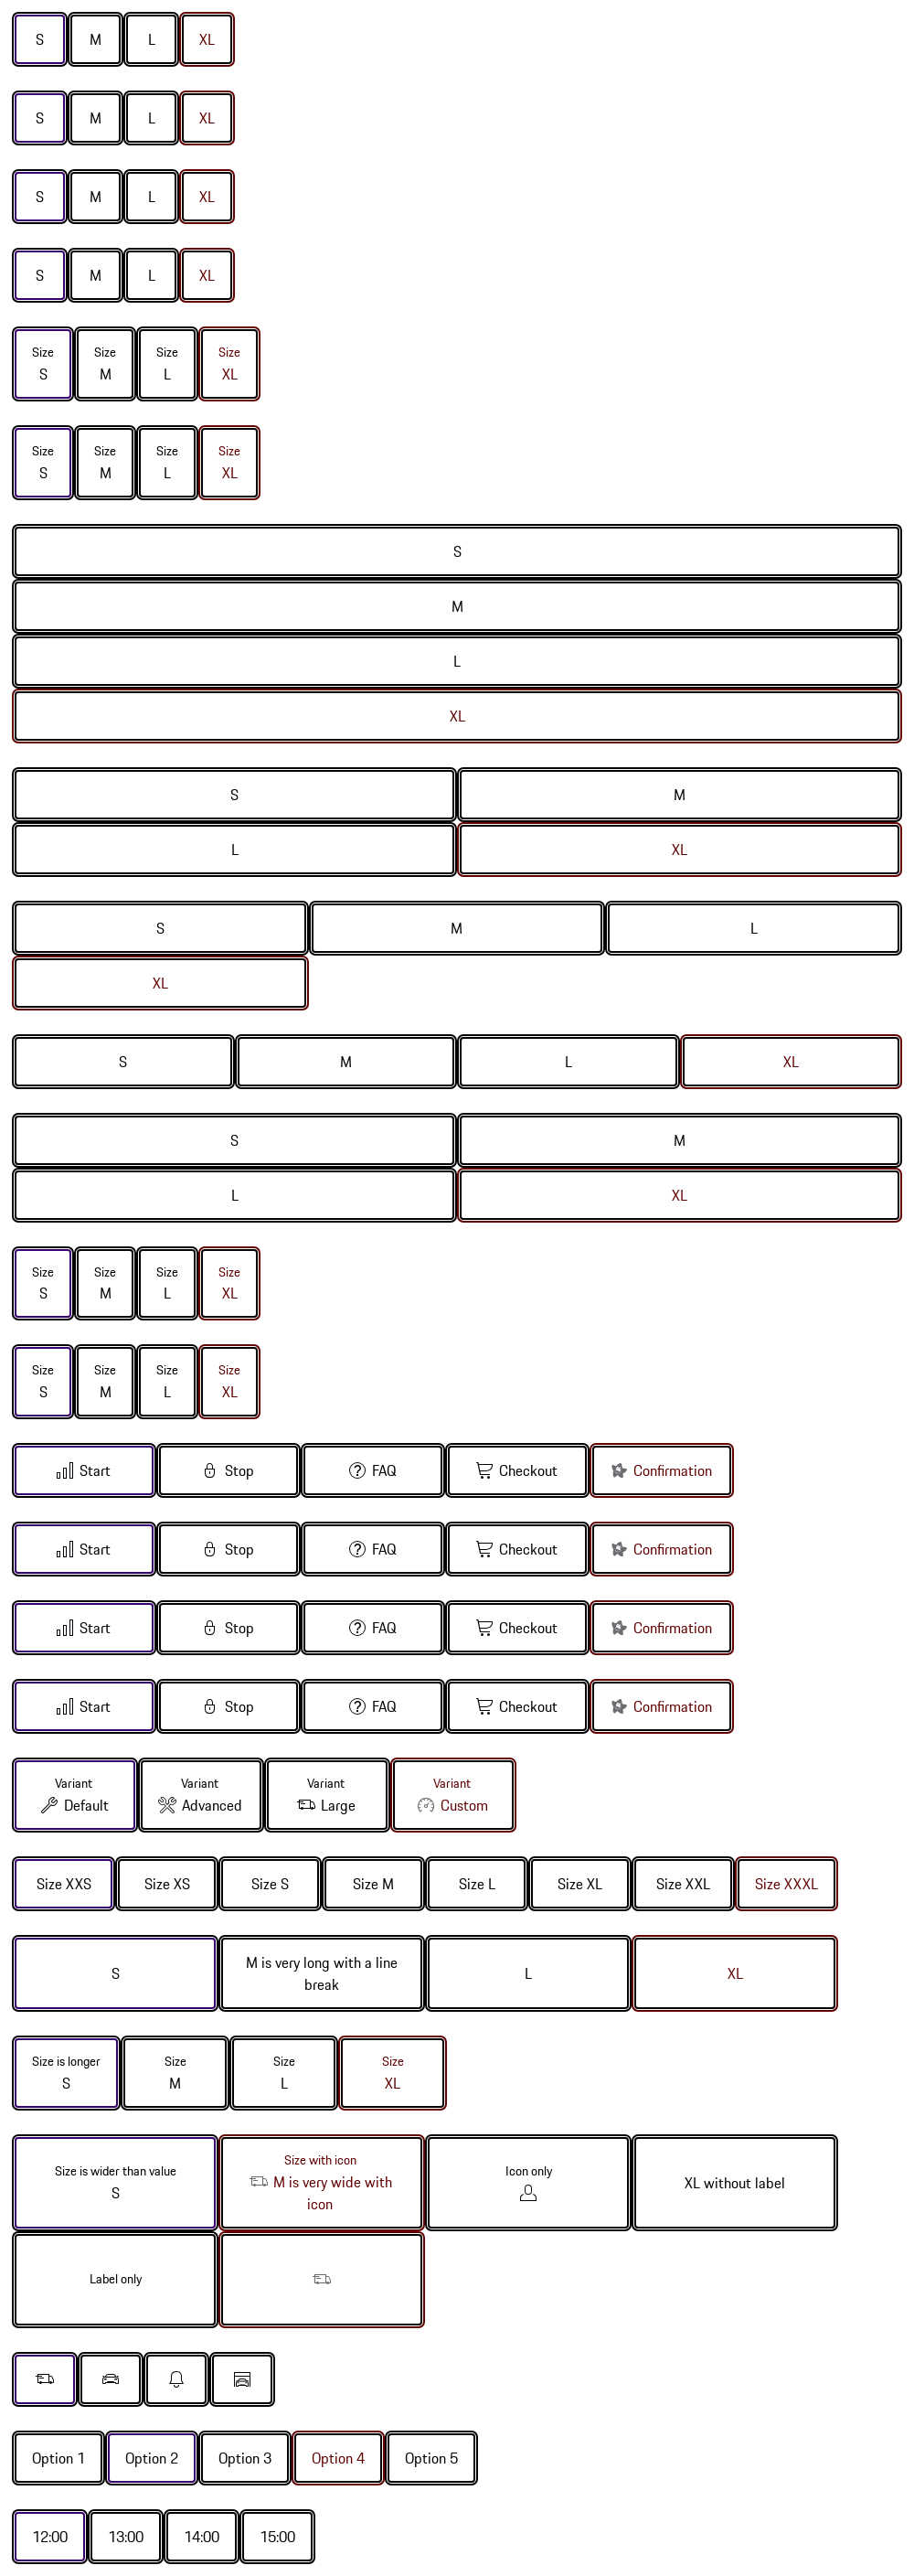 S M L XL
S M L XL
S M L XL
S M L XL
Size Size Size Size
S M L XL
Size Size Size Size
S M L XL
S
M
L
XL
S M
L XL
S M L
XL
S M L XL
S M
L XL
Size Size Size Size
S M L XL
Size Size Size Size
S M L XL
Start Stop FAQ Checkout Confirmation
Start Stop FAQ Checkout Confirmation
Start Stop FAQ Checkout Confirmation
Start Stop FAQ Checkout Confirmation
Variant Variant Variant Variant
Default Advanced Large Custom
Size XXS Size XS Size S Size M Size L Size XL Size XXL Size XXXL
S
M is very long with a line
break
L
XL
Size is longer Size Size Size
S M L XL
Size is wider than value
S
Size with icon
M is very wide with
icon
Icon only
XL without label
Label only
Option 1 Option 2 Option 3 Option 4 Option 5
12:00 13:00 14:00 15:00